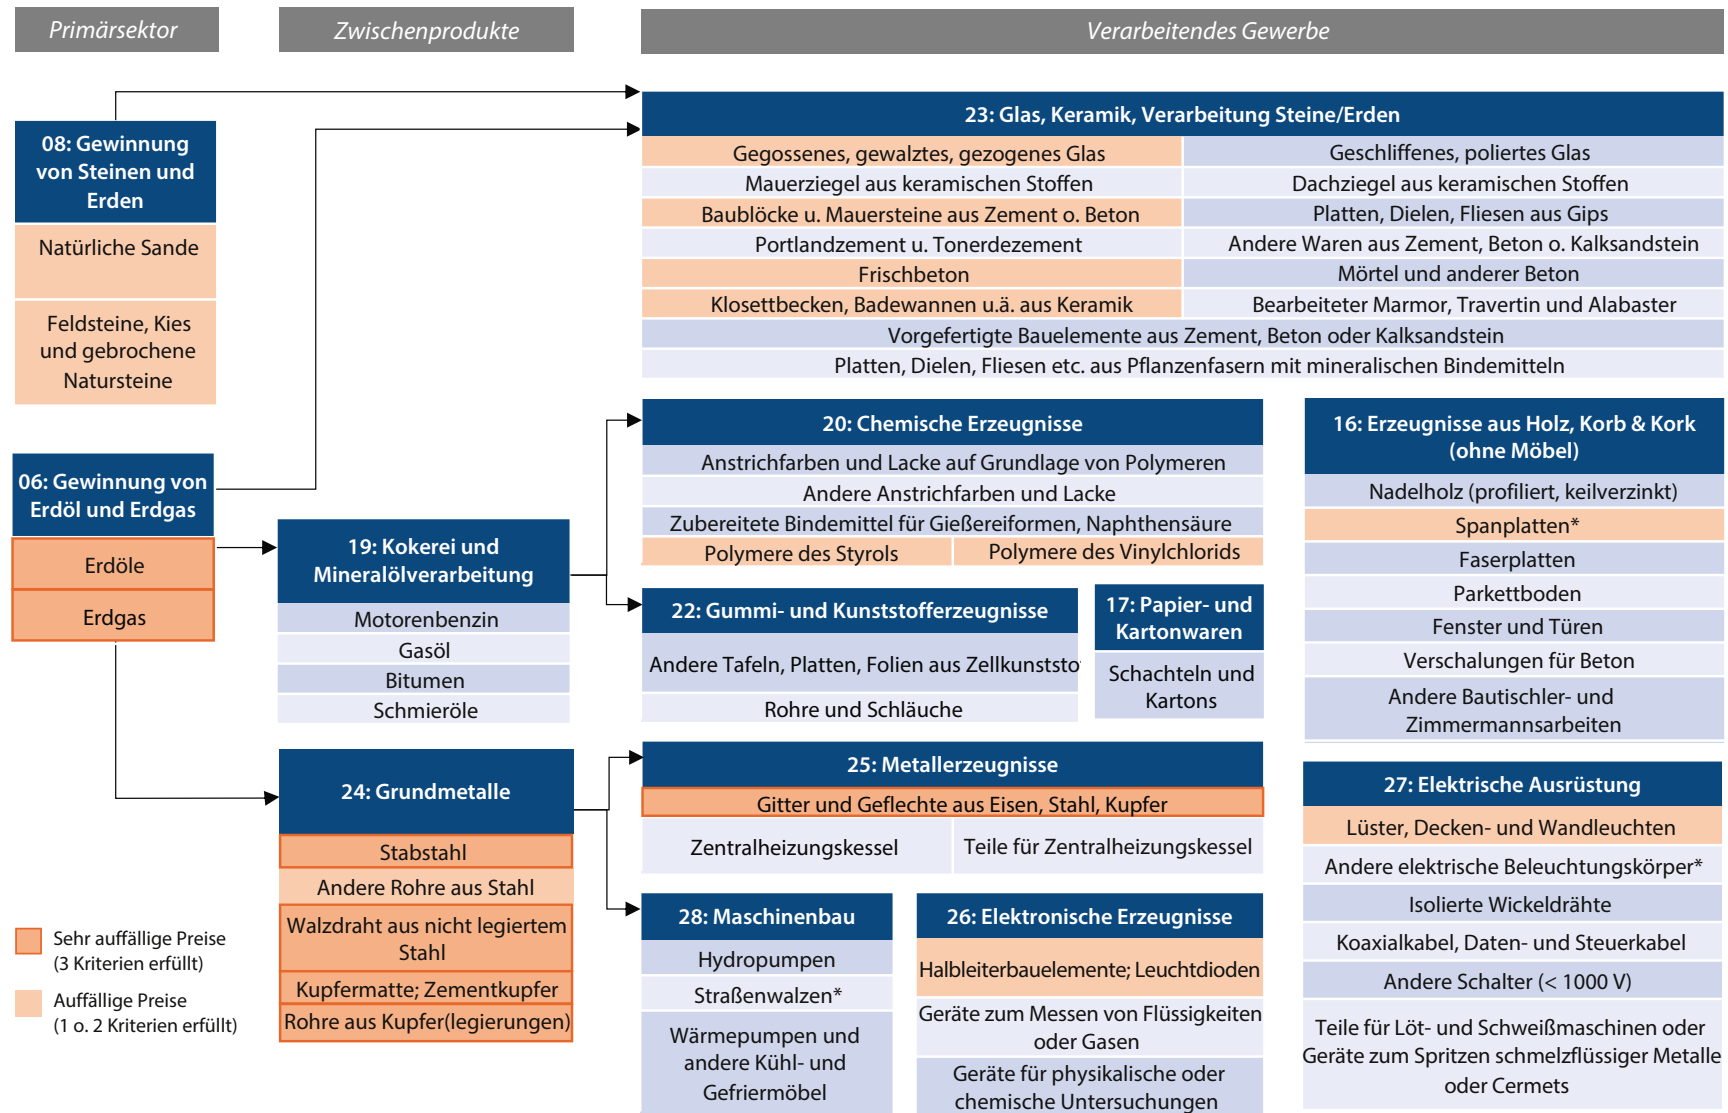 Primärsektor
Zwischenprodukte
Verarbeitendes Gewerbe
08: Gewinnung
von Steinen und
Erden
Natürliche Sande
Feldsteine, Kies
und gebrochene
Natursteine
06: Gewinnung von
Erdöl und Erdgas
Erdöle
Erdgas
19: Kokerei und
Mineralölverarbeitung
Motorenbenzin
Gasöl
Bitumen
Schmieröle
24: Grundmetalle
Stabstahl
Andere Rohre aus Stahl
Walzdraht aus nicht legiertem
Stahl
Kupfermatte; Zementkupfer
Rohre aus Kupfer(legierungen)
23: Glas, Keramik, Verarbeitung Steine/Erden
Gegossenes, gewalztes, gezogenes Glas
Geschliffenes, poliertes Glas
Mauerziegel aus keramischen Stoffen
Dachziegel aus keramischen Stoffen
Baublöcke u. Mauersteine aus Zement o. Beton
Platten, Dielen, Fliesen aus Gips
Portlandzement u. Tonerdezement
Andere Waren aus Zement, Beton o. Kalksandstein
Frischbeton
Mörtel und anderer Beton
Klosettbecken, Badewannen u.ä. aus Keramik
Bearbeiteter Marmor, Travertin und Alabaster
Vorgefertigte Bauelemente aus Zement, Beton oder Kalksandstein
Platten, Dielen, Fliesen etc. aus Pflanzenfasern mit mineralischen Bindemitteln
20: Chemische Erzeugnisse
Anstrichfarben und Lacke auf Grundlage von Polymeren
Andere Anstrichfarben und Lacke
Zubereitete Bindemittel für Gießereiformen, Naphthensäure
Polymere des Styrols
Polymere des Vinylchlorids
22: Gummi- und Kunststofferzeugnisse
Andere Tafeln, Platten, Folien aus Zellkunststo
Rohre und Schläuche
17: Papier- und
Kartonwaren
Schachteln und
Kartons
16: Erzeugnisse aus Holz, Korb & Kork
(ohne Möbel)
Nadelholz (profiliert, keilverzinkt)
Spanplatten*
Faserplatten
Parkettboden
Fenster und Türen
Verschalungen für Beton
Andere Bautischler- und
Zimmermannsarbeiten
25: Metallerzeugnisse
Gitter und Geflechte aus Eisen, Stahl, Kupfer
Zentralheizungskessel
Teile für Zentralheizungskessel
28: Maschinenbau
Hydropumpen
Straßenwalzen*
Wärmepumpen und
andere Kühl- und
Gefriermöbel
26: Elektronische Erzeugnisse
Halbleiterbauelemente; Leuchtdioden
Geräte zum Messen von Flüssigkeiten
oder Gasen
Geräte für physikalische oder
chemische Untersuchungen
27: Elektrische Ausrüstung
Lüster, Decken- und Wandleuchten
Andere elektrische Beleuchtungskörper*
Isolierte Wickeldrähte
Koaxialkabel, Daten- und Steuerkabel
Andere Schalter (< 1000 V)
Teile für Löt- und Schweißmaschinen oder
Geräte zum Spritzen schmelzflüssiger Metalle
oder Cermets
Sehr auffällige Preise
(3 Kriterien erfüllt)
Auffällige Preise
(1 o. 2 Kriterien erfüllt)